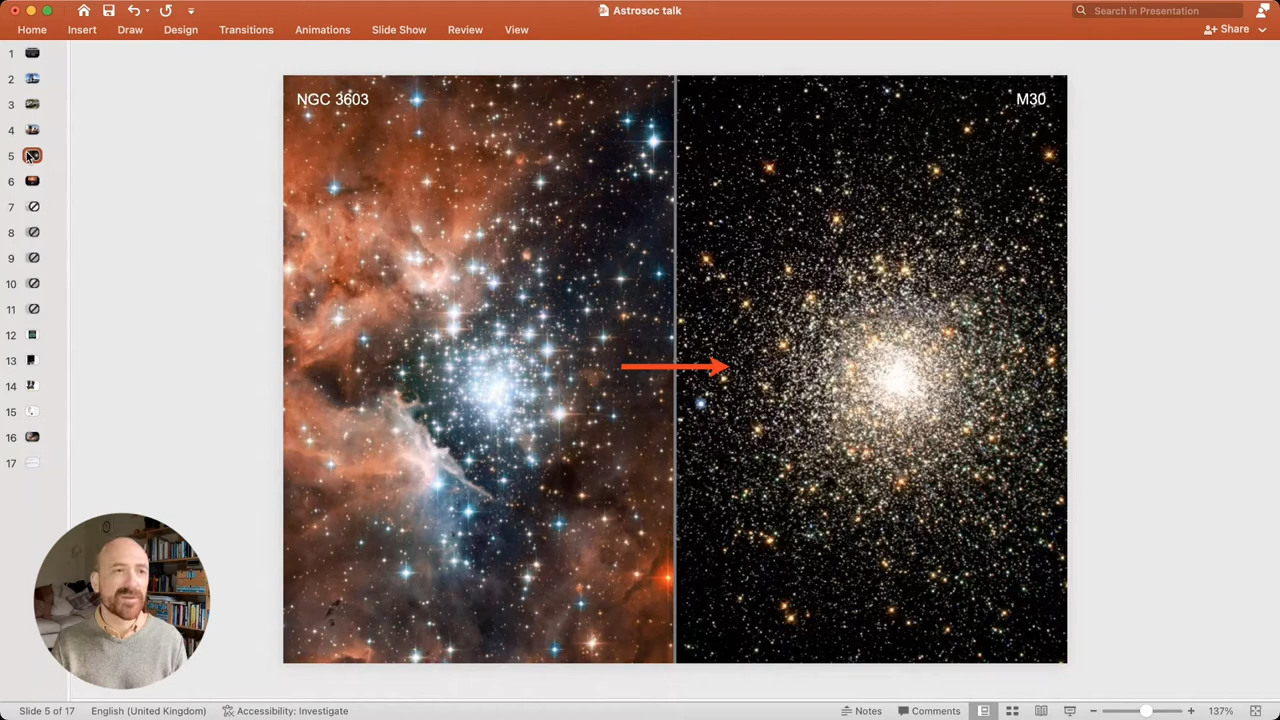 Astrosoc talk
Search in Presentation
Home Insert Draw Design Transitions Animations Slide Show Review View Share
1
2
3
4
5
6
7
8
9
10
11
12
13
14
15
16
17
NGC 3603
M30
Slide 5 of 17 English (United Kingdom) Accessibility: Investigate Notes Comments 137%